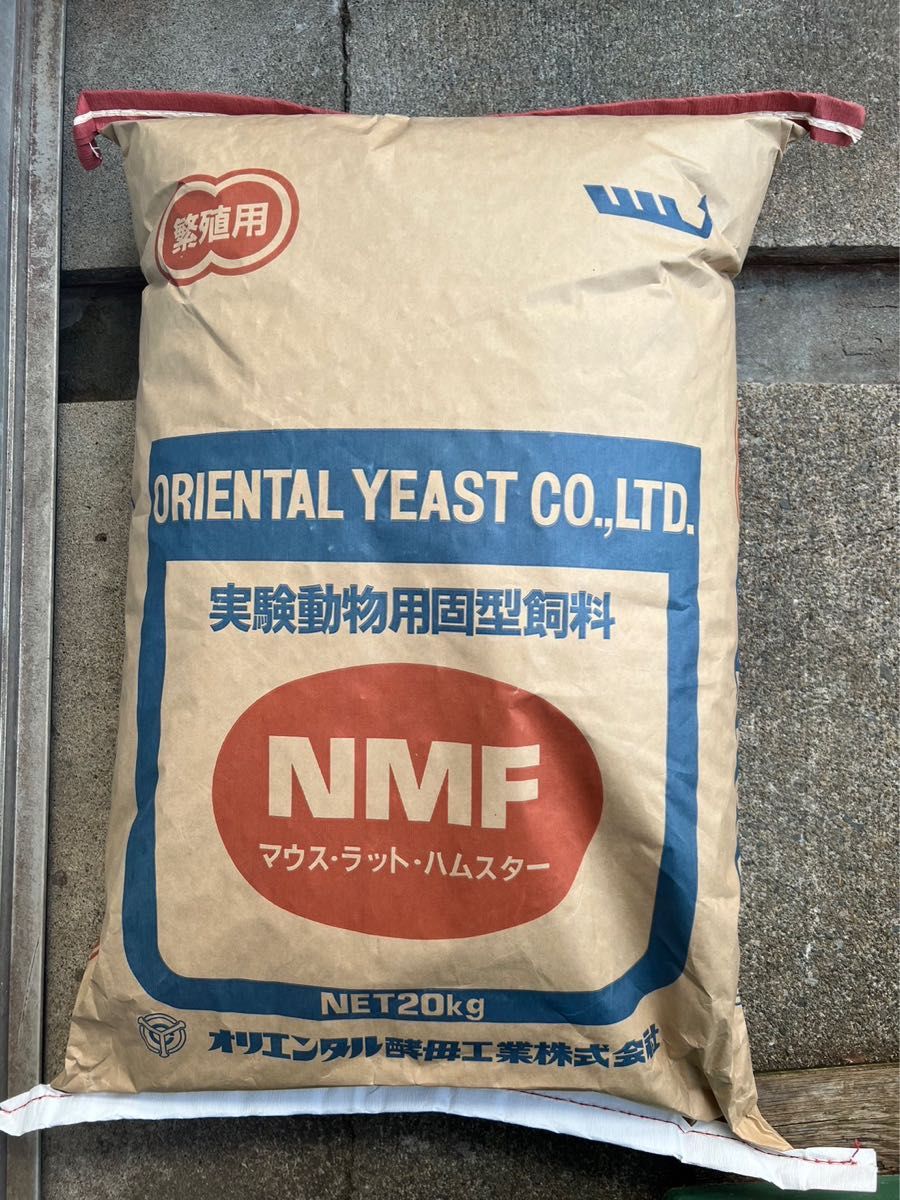 繁殖用
ORIENTAL YEAST CO.,LTD.
実験動物用固型飼料
NMF
マウス・ラット・ハムスター
NET20kg
オリエンタル酵母工業株式会社